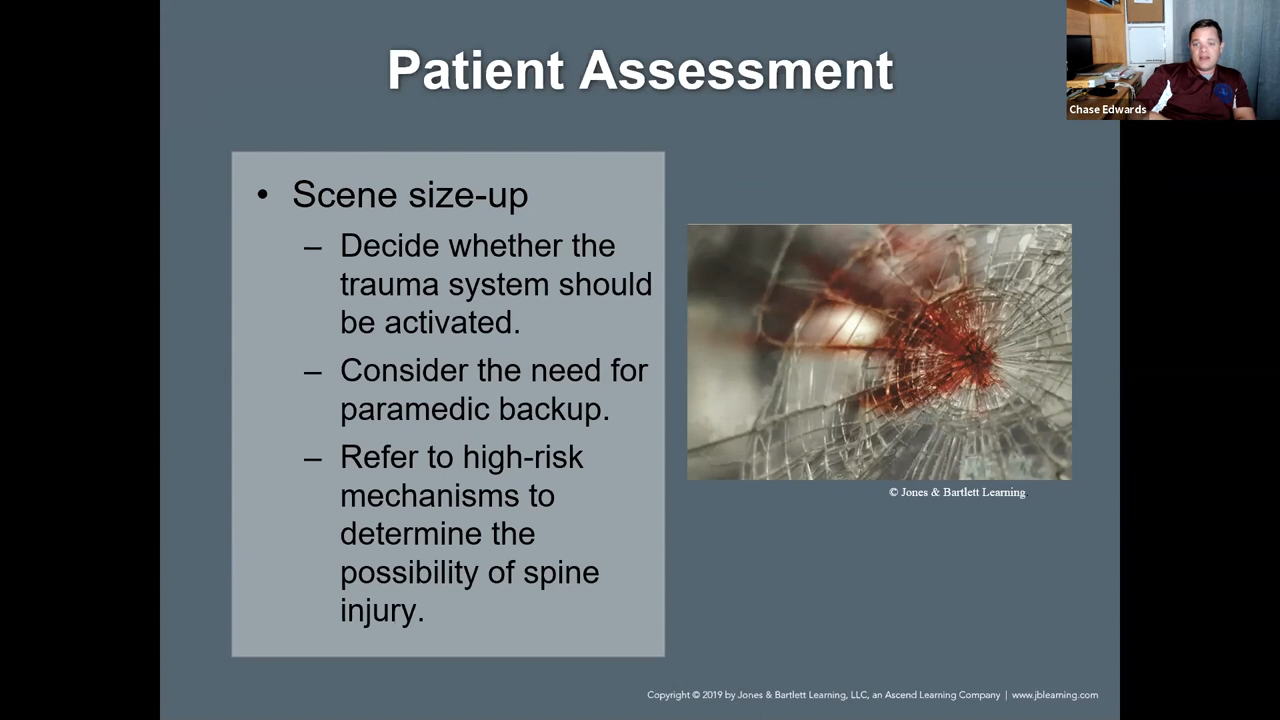 Patient Assessment
Chase Edwards
• Scene size-up
– Decide whether the
trauma system should
be activated.
– Consider the need for
paramedic backup.
– Refer to high-risk
mechanisms to
determine the
possibility of spine
injury.
© Jones & Bartlett Learning.
Copyright © 2019 by Jones & Bartlett Learning, LLC, an Ascend Learning Company | www.jblearning.com